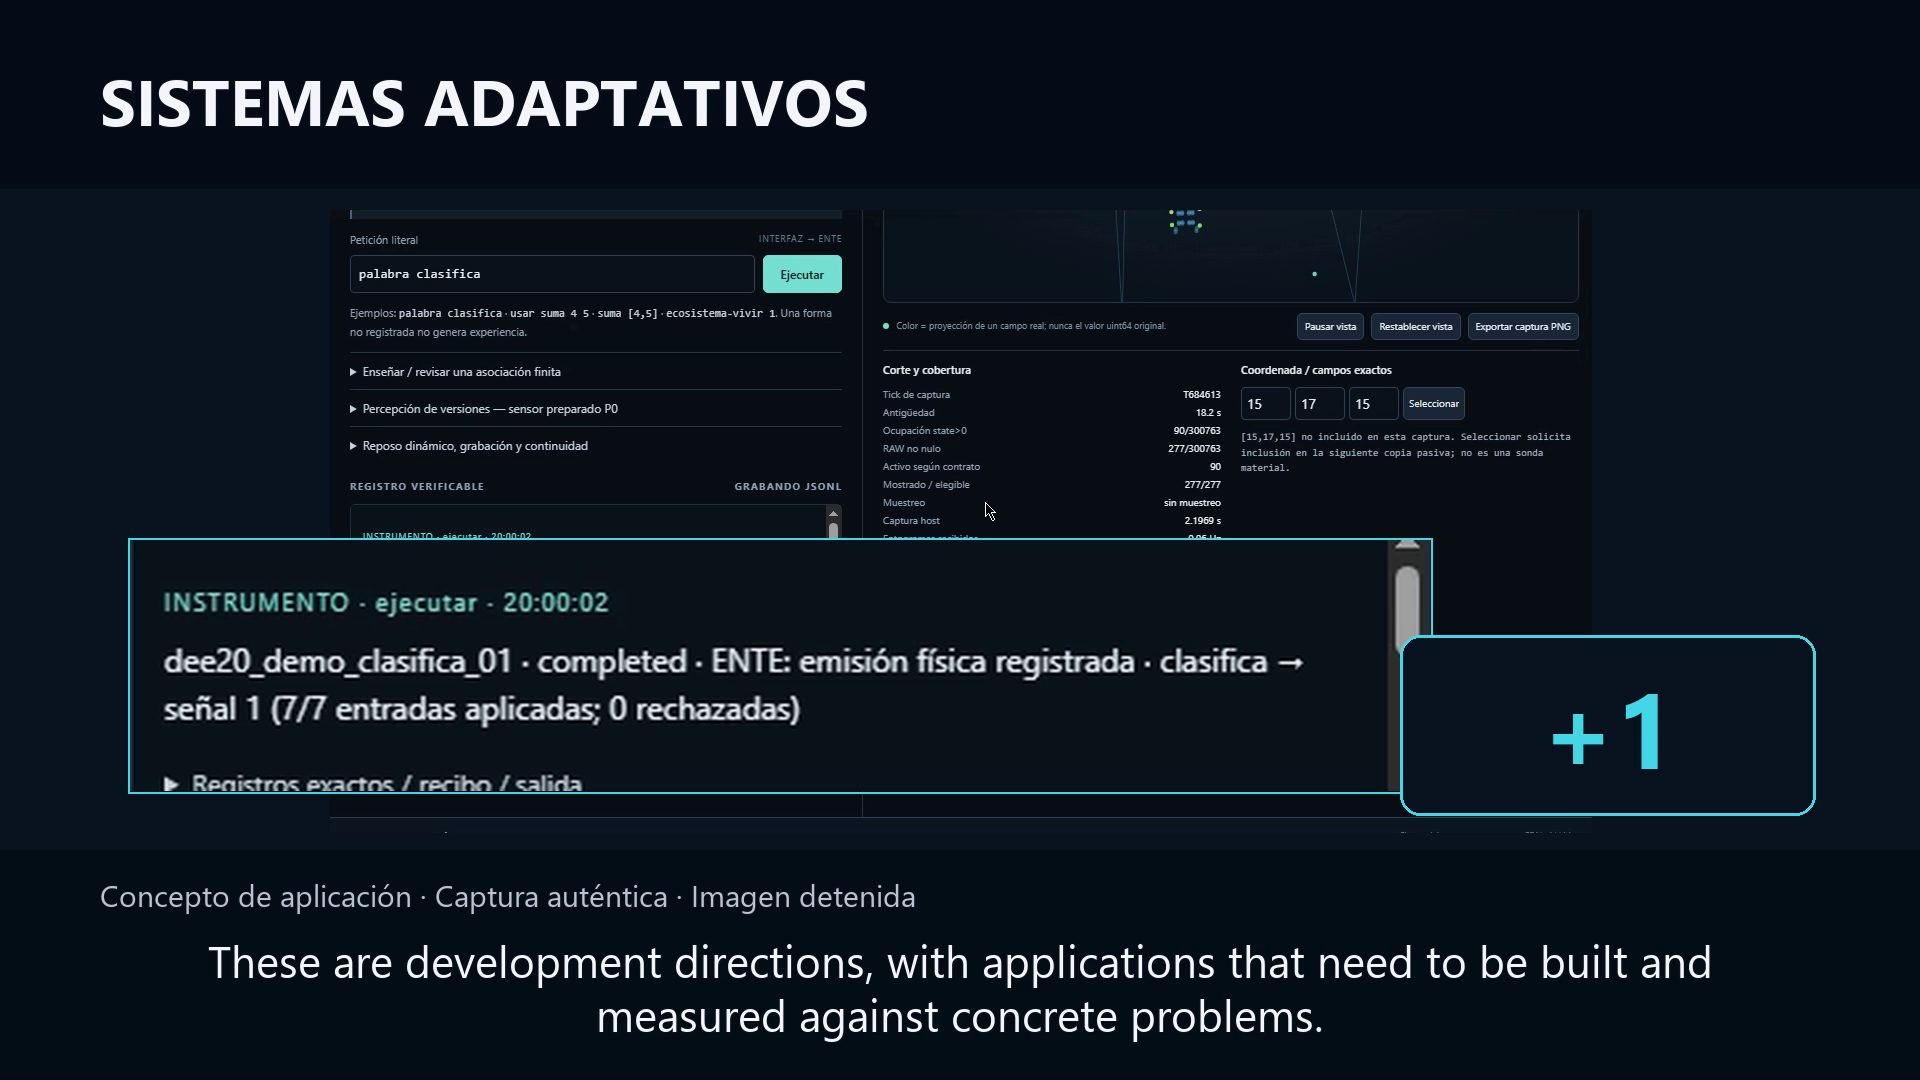 SISTEMAS ADAPTATIVOS
Petición literal
INTERFAZ → ENTE
palabra clasifica
Ejecutar
Ejemplos: palabra clasifica · usar suma 4 5 · suma [4,5] · ecosistema-vivir 1. Una forma
no registrada no genera experiencia.
▶ Enseñar / revisar una asociación finita
▶ Percepción de versiones — sensor preparado P0
▶ Reposo dinámico, grabación y continuidad
REGISTRO VERIFICABLE
GRABANDO JSONL
INSTRUMENTO · ejecutar · 20:00:02
Color = proyección de un campo real; nunca el valor uint64 original.
Pausar vista
Restablecer vista
Exportar captura PNG
Corte y cobertura
Tick de captura T684613
Antigüedad 18.2 s
Ocupación state>0 90/300763
RAW no nulo 277/300763
Activo según contrato 90
Mostrado / elegible 277/277
Muestreo sin muestreo
Captura host 2.1969 s
Coordenada / campos exactos
15 17 15 Seleccionar
[15,17,15] no incluido en esta captura. Seleccionar solicita
inclusión en la siguiente copia pasiva; no es una sonda
material.
INSTRUMENTO · ejecutar · 20:00:02
dee20_demo_clasifica_01 · completed · ENTE: emisión física registrada · clasifica →
señal 1 (7/7 entradas aplicadas; 0 rechazadas)
▶ Registros exactos / recibo / salida
+1
Concepto de aplicación · Captura auténtica · Imagen detenida
These are development directions, with applications that need to be built and
measured against concrete problems.